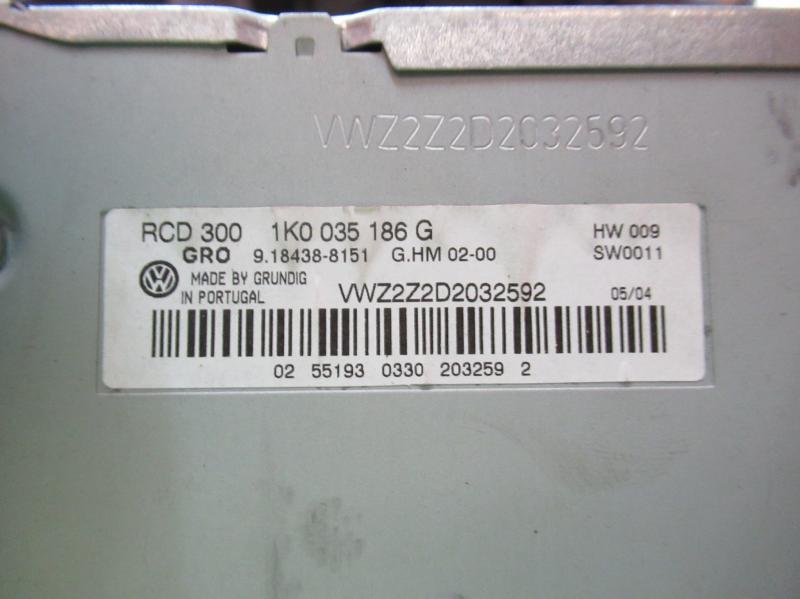 VWZ2Z2D2032592
RCD 300 1K0 035 186 G HW 009
GRO 9.18438-8151 G.HM 02-00 SW0011
MADE BY GRUNDIG
IN PORTUGAL VWZ2Z2D2032592 05/04
02 55193 0330 203259 2